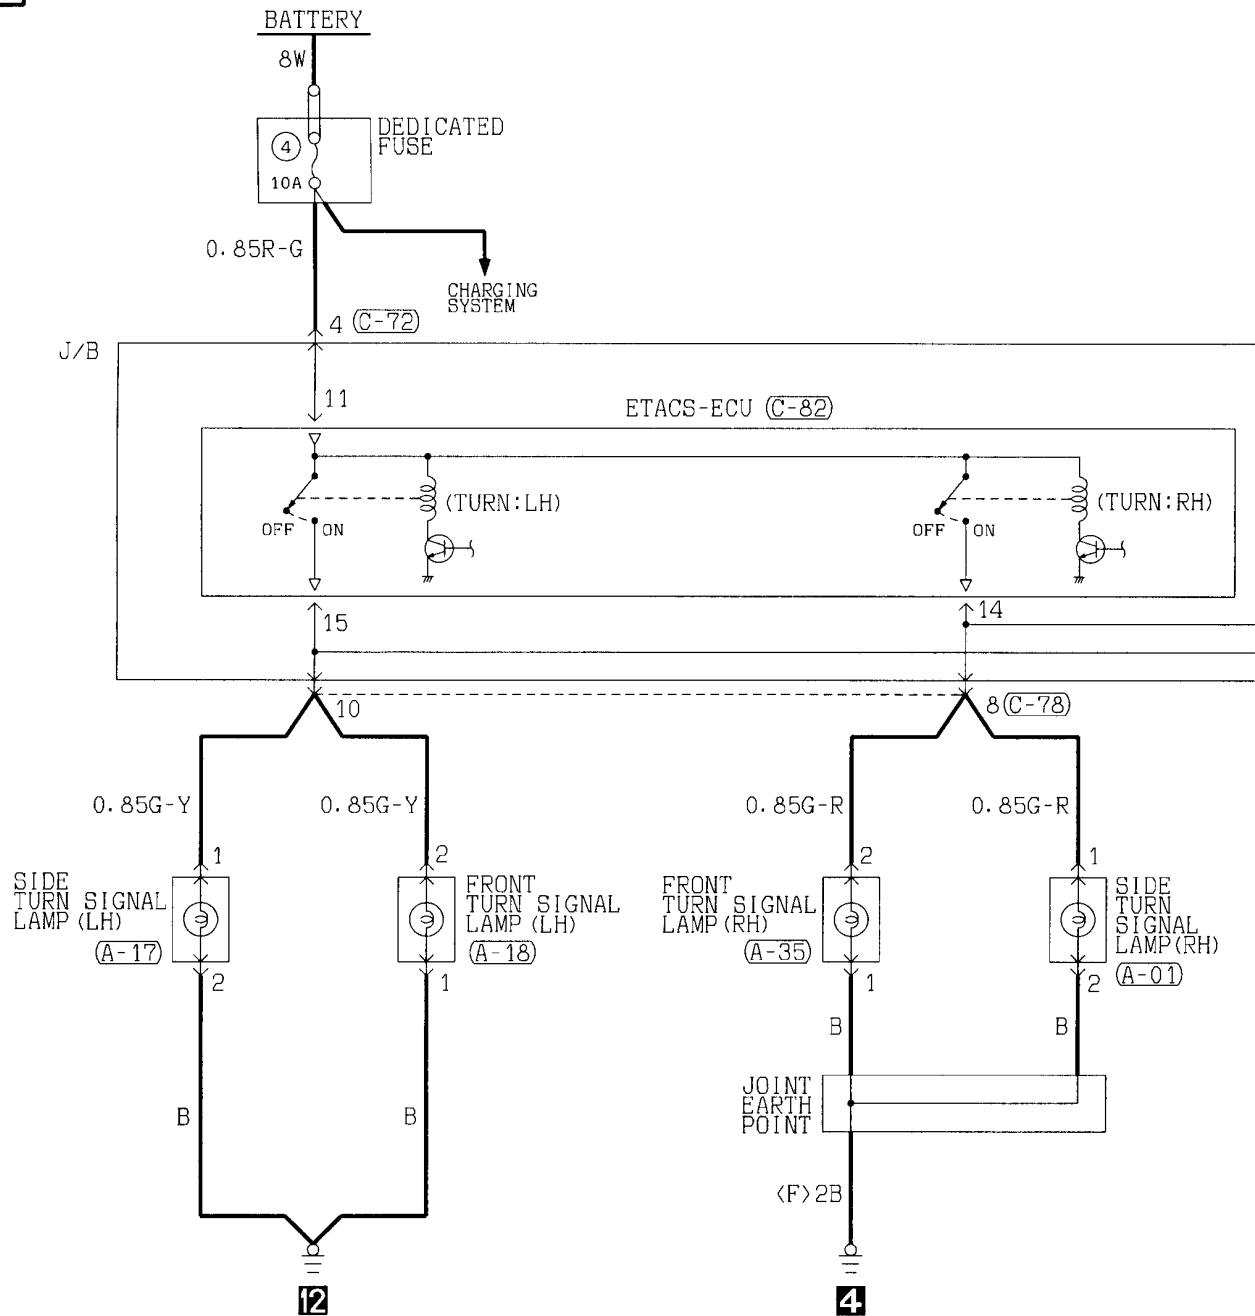 BATTERY
8W
DEDICATED
FUSE
4
10A
0.85R-G
CHARGING
SYSTEM
4 C-72
J/B
11
ETACS-ECU C-82
(TURN:LH)
(TURN:RH)
OFF ON
OFF ON
15
14
10
8 C-78
0.85G-Y
0.85G-Y
0.85G-R
0.85G-R
1
2
2
1
SIDE
TURN SIGNAL
LAMP(LH)
A-17
FRONT
TURN SIGNAL
LAMP(LH)
A-18
FRONT
TURN SIGNAL
LAMP(RH)
A-35
SIDE
TURN
SIGNAL
LAMP(RH)
A-01
2
1
1
2
B
B
JOINT
EARTH
POINT
B
B
<F>2B
12
4